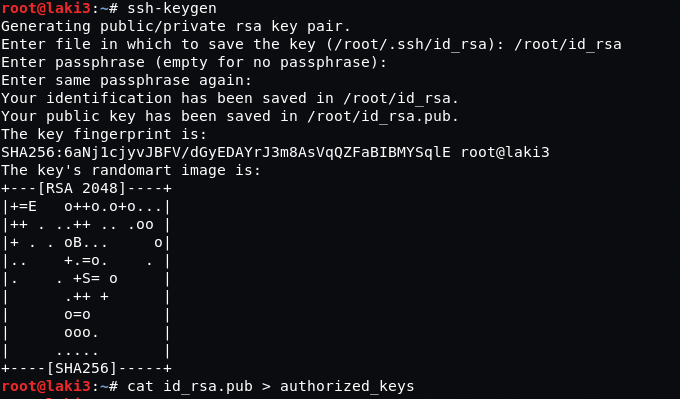 root@laki3:~# ssh-keygen
Generating public/private rsa key pair.
Enter file in which to save the key (/root/.ssh/id_rsa): /root/id_rsa
Enter passphrase (empty for no passphrase):
Enter same passphrase again:
Your identification has been saved in /root/id_rsa.
Your public key has been saved in /root/id_rsa.pub.
The key fingerprint is:
SHA256:6aNj1cjyvJBFV/dGyEDAYrJ3m8AsVqQZFaBIBMYSqlE root@laki3
The key's randomart image is:
+---[RSA 2048]----+
|+=E   o++o.o+o...|
|++ . ..++ .. .oo |
|+ . . oB...     o|
|..     +.=o.    . |
|.    . +S= o     |
|      .++ +      |
|      o=o        |
|      ooo.       |
|     .....       |
+----[SHA256]-----+
root@laki3:~# cat id_rsa.pub > authorized_keys